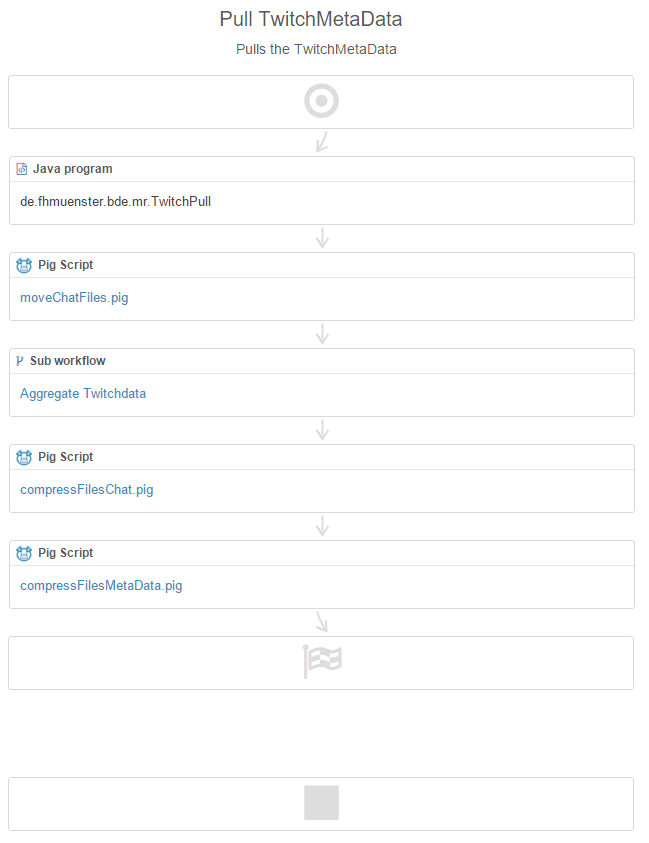 Pull TwitchMetaData
Pulls the TwitchMetaData
Java program
de.fhmuenster.bde.mr.TwitchPull
Pig Script
moveChatFiles.pig
Sub workflow
Aggregate Twitchdata
Pig Script
compressFilesChat.pig
Pig Script
compressFilesMetaData.pig